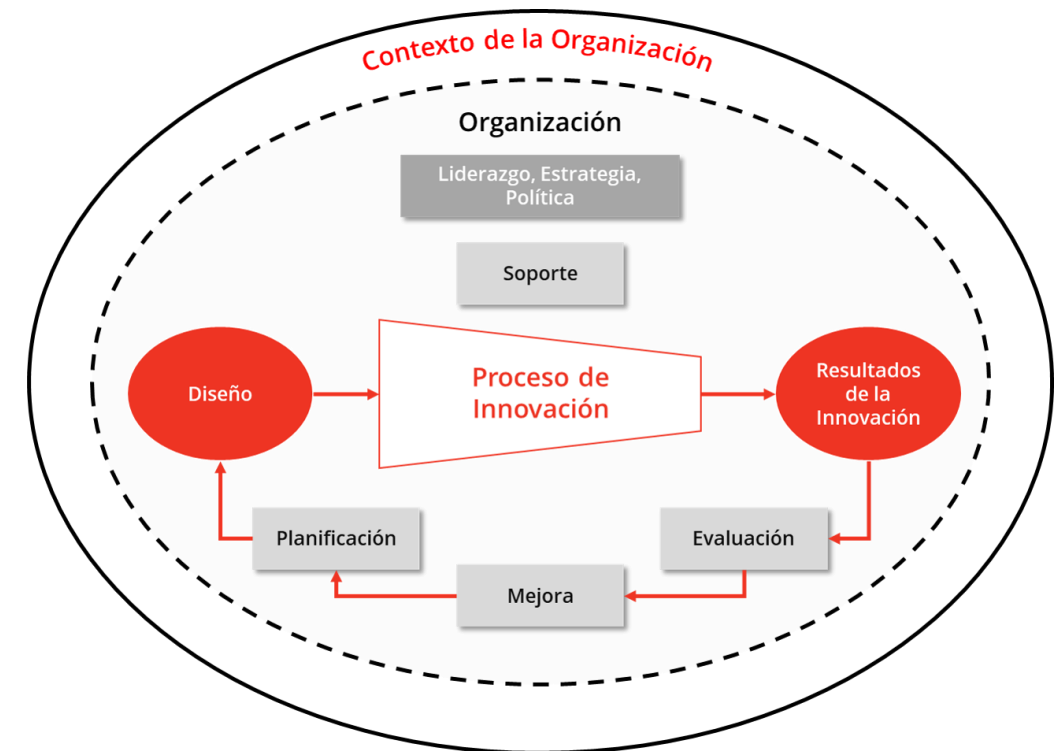 Contexto de la Organización
Organización
Liderazgo, Estrategia,
Política
Soporte
Diseño
Proceso de
Innovación
Resultados
de la
Innovación
Planificación
Evaluación
Mejora